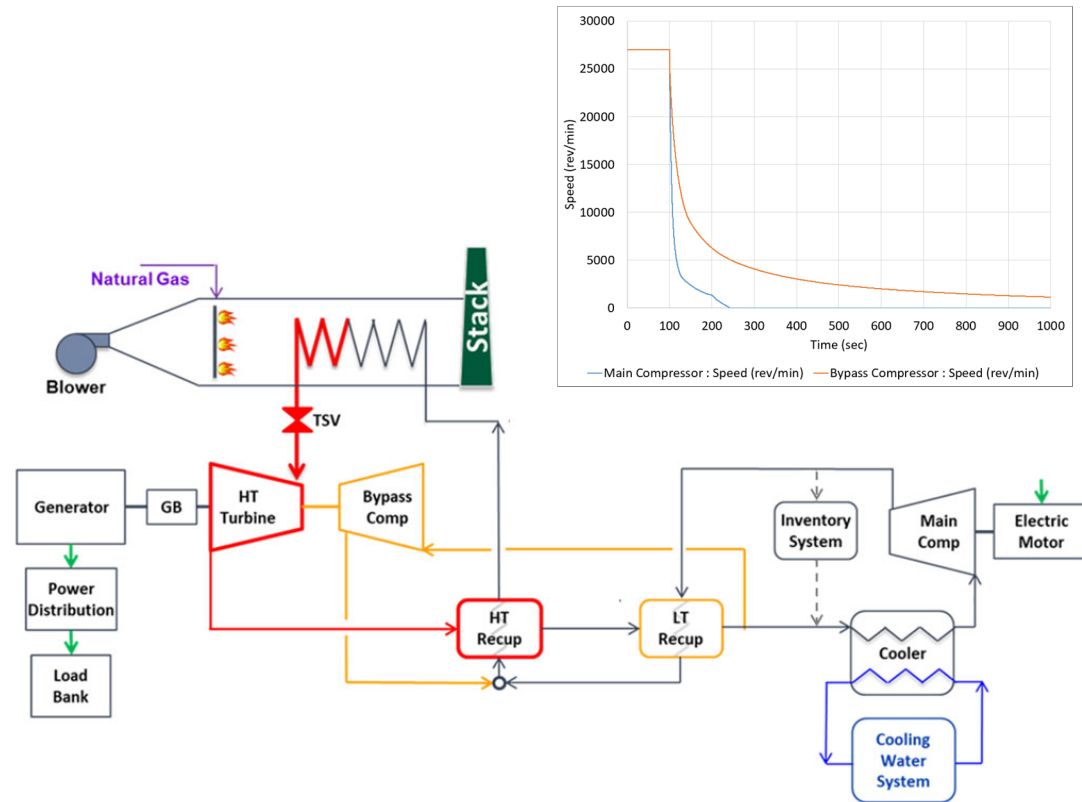 30000
25000
20000
15000
10000
5000
0
Speed (rev/min)
0 100 200 300 400 500 600 700 800 900 1000
Time (sec)
Main Compressor : Speed (rev/min) Bypass Compressor : Speed (rev/min)
Natural Gas
Blower
Stack
TSV
Generator
GB
HT
Turbine
Bypass
Comp
Inventory
System
Main
Comp
Electric
Motor
Power
Distribution
Load
Bank
HT
Recup
LT
Recup
Cooler
Cooling
Water
System